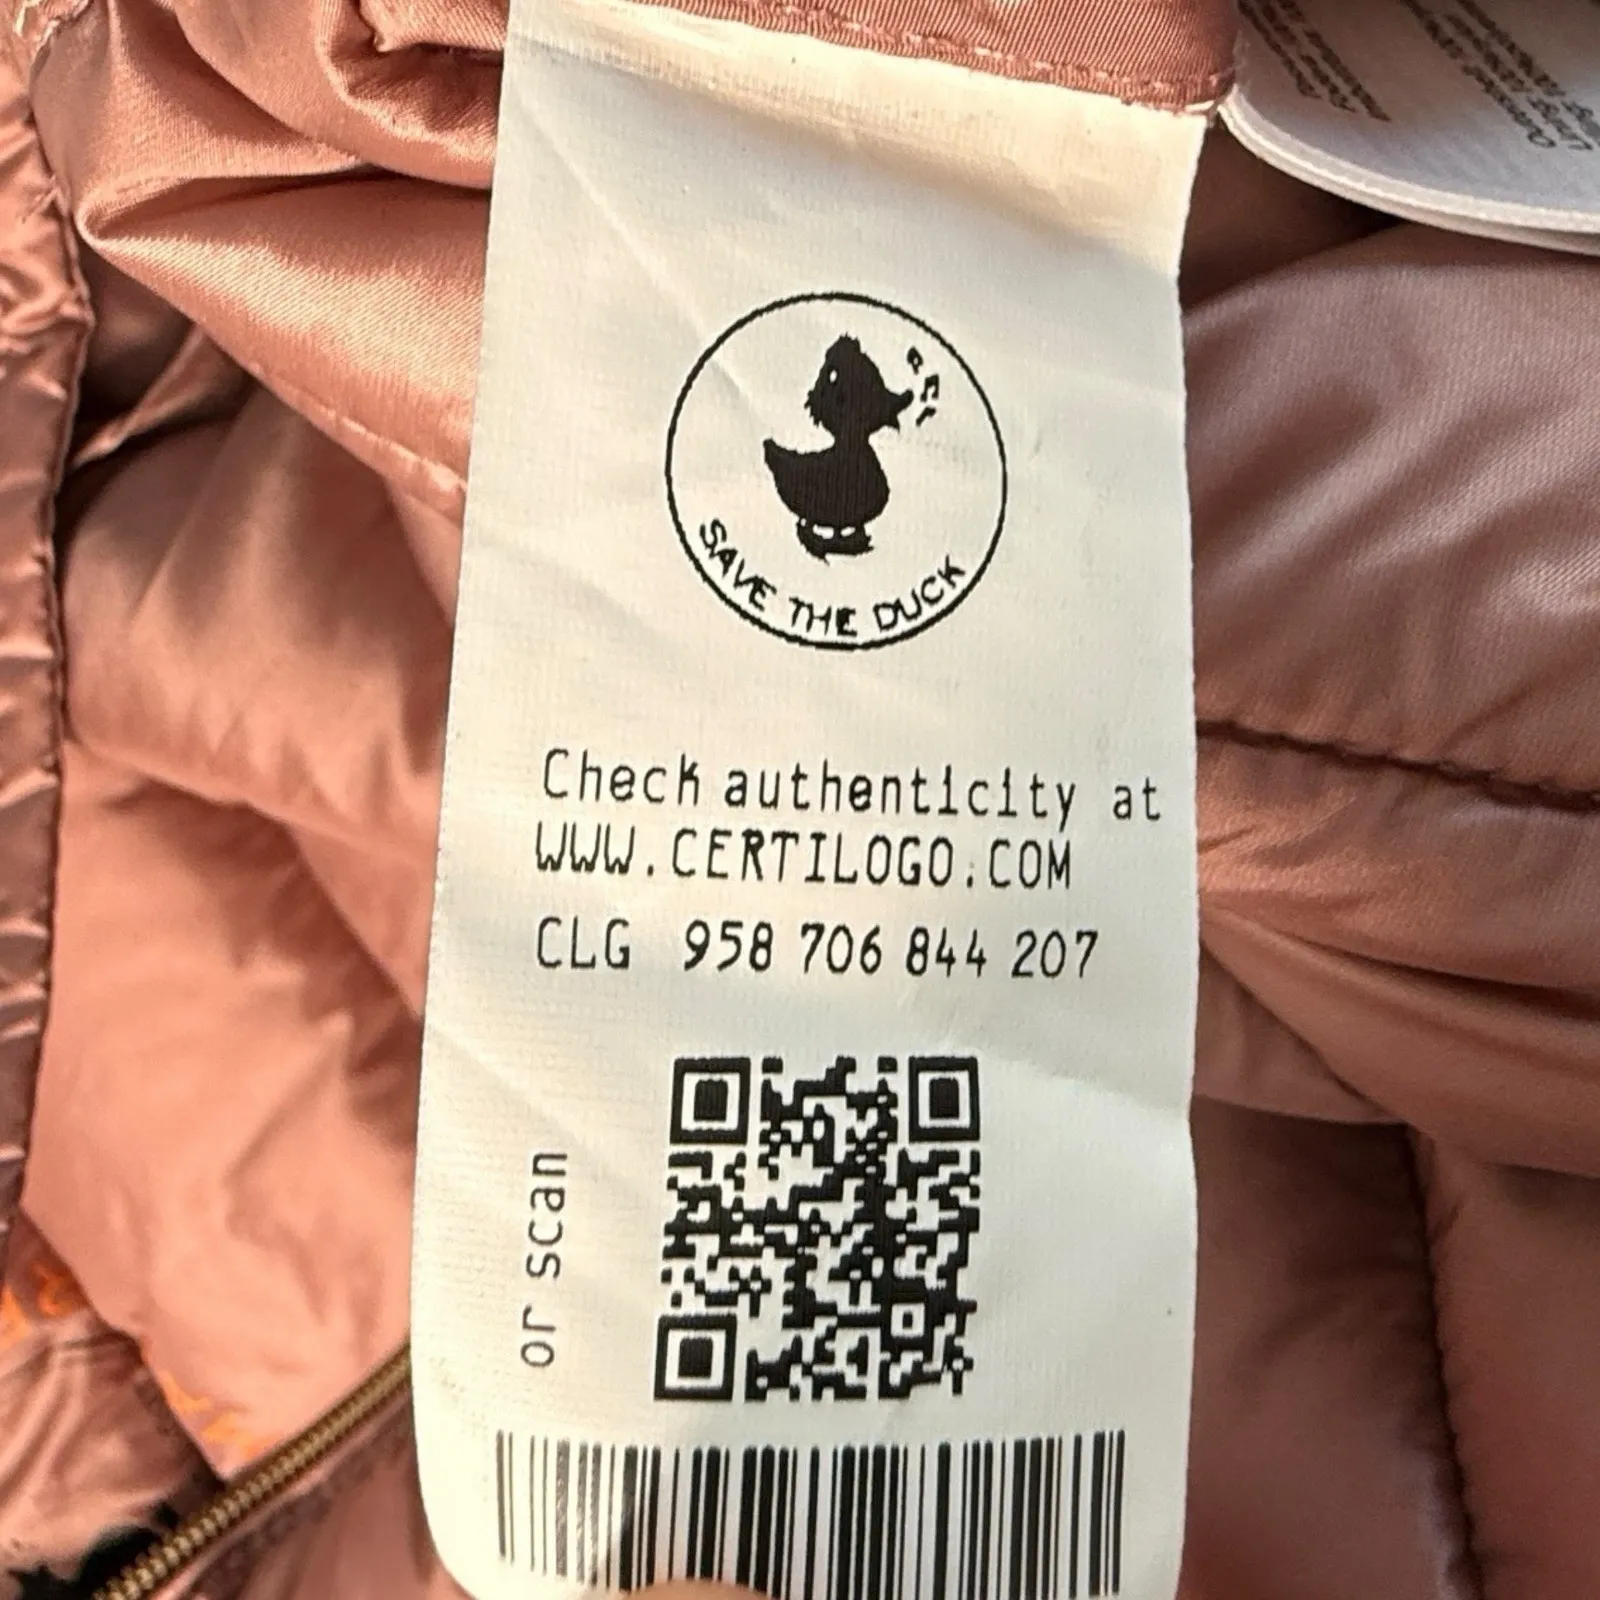 SAVE THE DUCK
Check authenticity at
WWW.CERTILOGO.COM
CLG 958 706 844 207
or scan